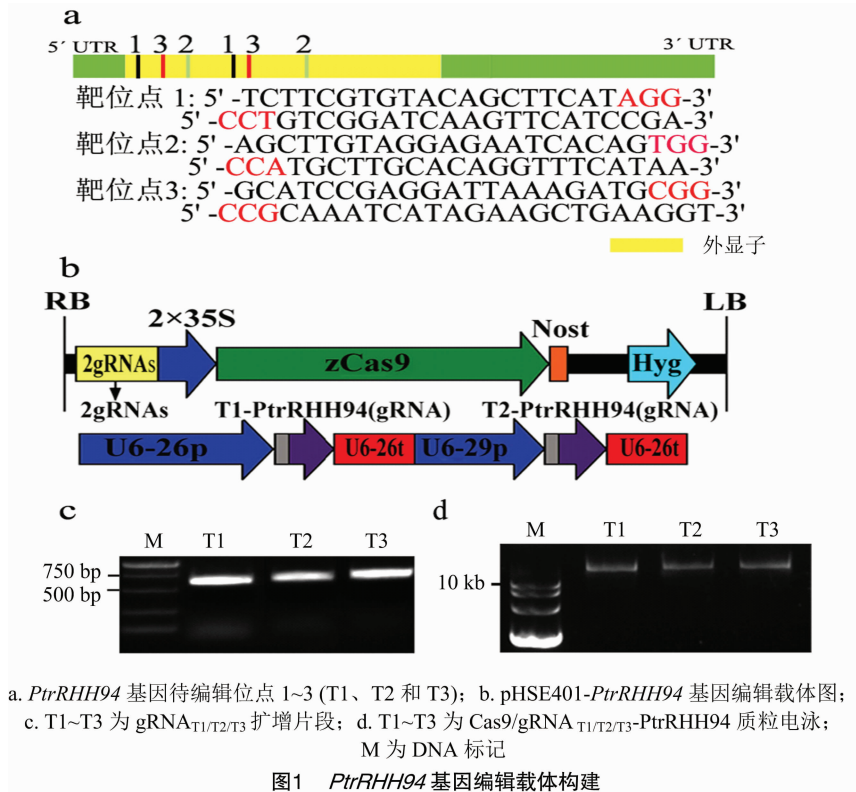 a
5´ UTR 1 3 2 1 3 2 3´ UTR
靶位点 1: 5' -TCTTCGTGTACAGCTTCATAGG-3'
5' -CCTGTCGGATCAAGTTCATCCGA-3'
靶位点2: 5' -AGCTTGTAGGAGAATCACAGTGG-3'
5' -CCATGCTTGCACAGGTTTCATAA-3'
靶位点3: 5' -GCATCCGAGGATTAAAGATGCGG-3'
5' -CCGCAAATCATAGAAGCTGAAGGT-3'
外显子
b
RB LB
2×35S Nost
2gRNAs zCas9 Hyg
2gRNAs T1-PtrRHH94(gRNA) T2-PtrRHH94(gRNA)
U6-26p U6-26t U6-29p U6-26t
c
M T1 T2 T3
750 bp
500 bp
d
M T1 T2 T3
10 kb
a. PtrRHH94 基因待编辑位点 1~3 (T1、T2 和 T3)；b. pHSE401-PtrRHH94 基因编辑载体图；
c. T1~T3 为 gRNA T1/T2/T3 扩增片段；d. T1~T3 为 Cas9/gRNA T1/T2/T3-PtrRHH94 质粒电泳；
M 为 DNA 标记
图1 PtrRHH94 基因编辑载体构建